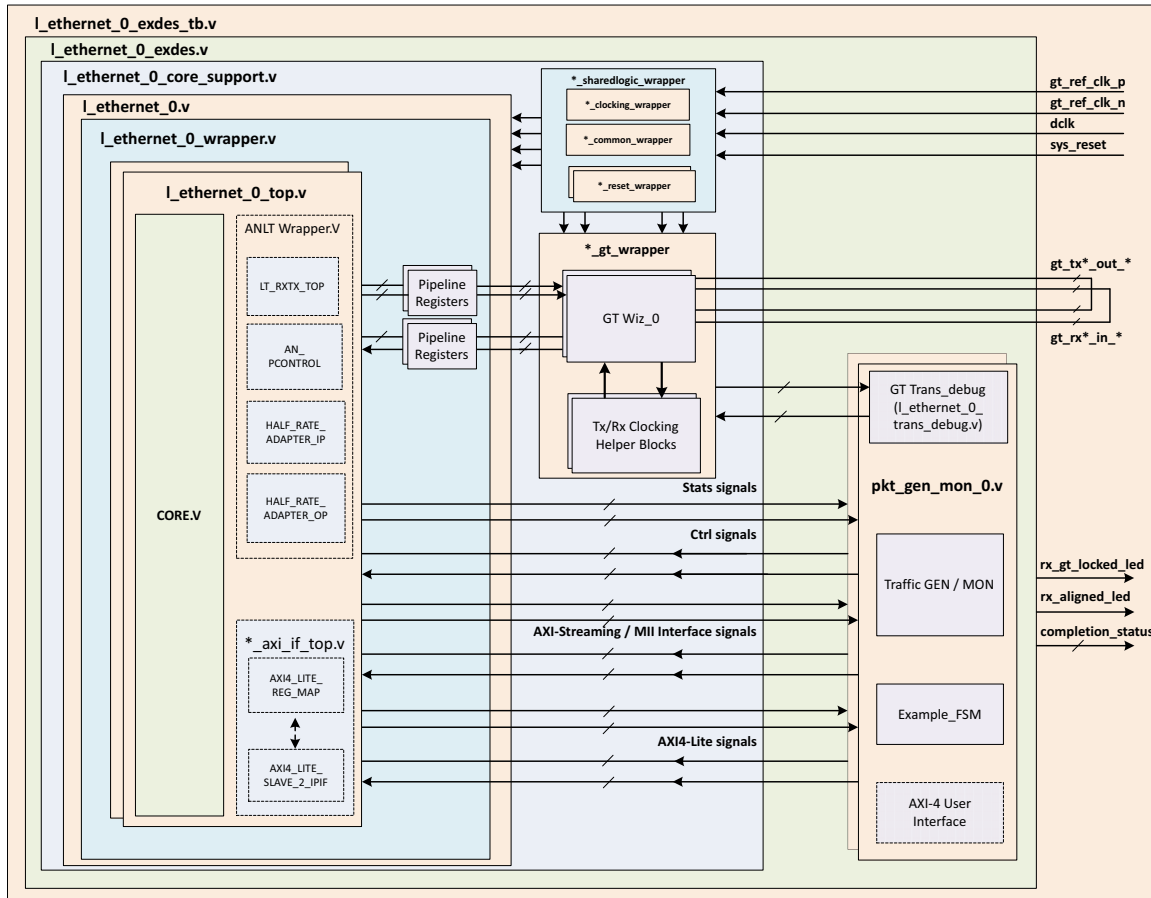 l_ethernet_0_exdes_tb.v
l_ethernet_0_exdes.v
l_ethernet_0_core_support.v
l_ethernet_0.v
l_ethernet_0_wrapper.v
l_ethernet_0_top.v
CORE.V
ANLT Wrapper.V
LT_RXTX_TOP
AN_
PCONTROL
HALF_RATE_
ADAPTER_IP
HALF_RATE_
ADAPTER_OP
*_axi_if_top.v
AXI4_LITE_
REG_MAP
AXI4_LITE_
SLAVE_2_IPIF
Pipeline
Registers
Pipeline
Registers
*_sharedlogic_wrapper
*_clocking_wrapper
*_common_wrapper
*_reset_wrapper
*_gt_wrapper
GT Wiz_0
Tx/Rx Clocking
Helper Blocks
Stats signals
Ctrl signals
AXI-Streaming / MII Interface signals
AXI4-Lite signals
gt_ref_clk_p
gt_ref_clk_n
dclk
sys_reset
gt_tx*_out_*
gt_rx*_in_*
GT Trans_debug
(l_ethernet_0_
trans_debug.v)
pkt_gen_mon_0.v
Traffic GEN / MON
Example_FSM
AXI-4 User
Interface
rx_gt_locked_led
rx_aligned_led
completion_status